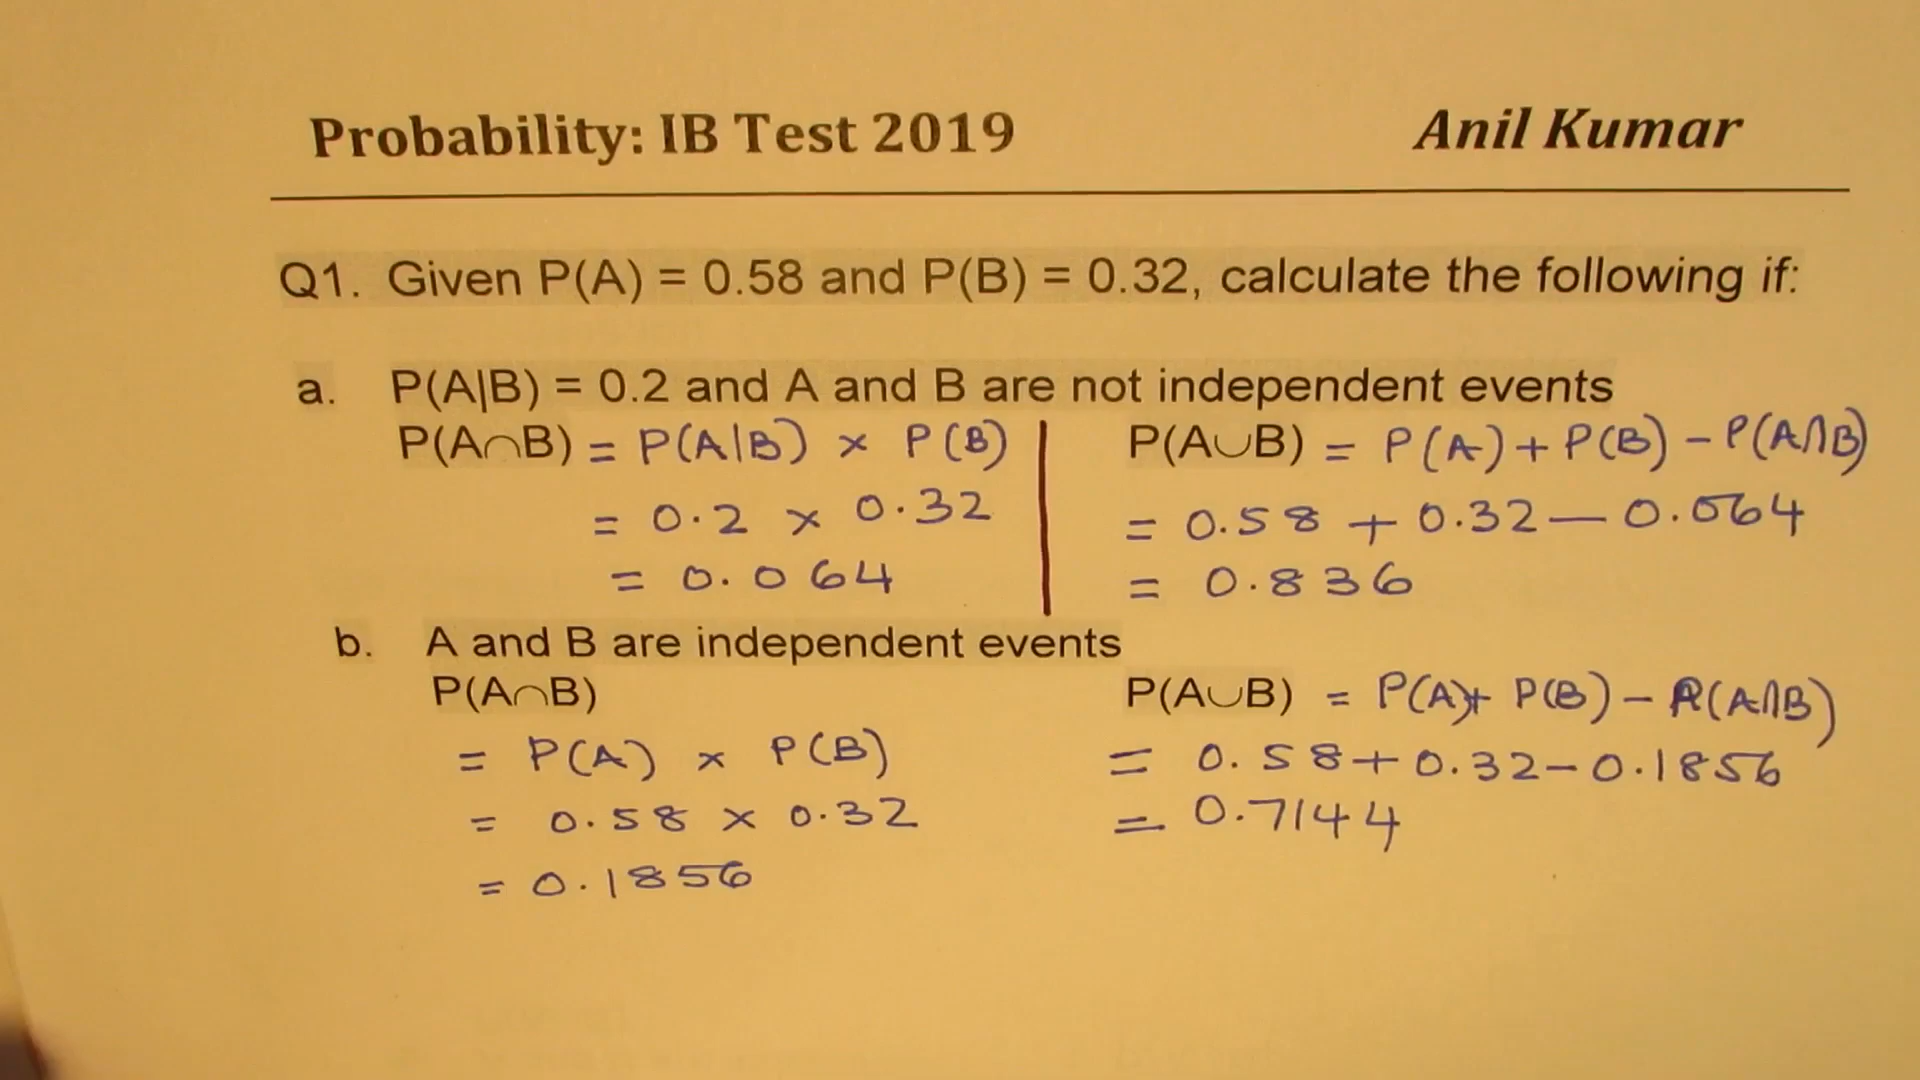 Probability: IB Test 2019 Anil Kumar
Q1. Given P(A) = 0.58 and P(B) = 0.32, calculate the following if:
a. P(A|B) = 0.2 and A and B are not independent events
P(A∩B) = P(A|B) × P(B)
= 0.2 × 0.32
= 0.064
P(A∪B) = P(A) + P(B) - P(A∩B)
= 0.58 + 0.32 - 0.064
= 0.836
b. A and B are independent events
P(A∩B)
= P(A) × P(B)
= 0.58 × 0.32
= 0.1856
P(A∪B) = P(A) + P(B) - P(A∩B)
= 0.58 + 0.32 - 0.1856
= 0.7144